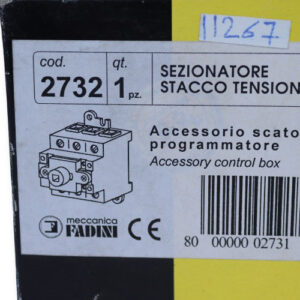 11267
cod.
qt.
2732
1 pz.
SEZIONATORE
STACCO TENSION
Accessorio scato
programmatore
Accessory control box
meccanica
FADINI
CE
80 00000 02731